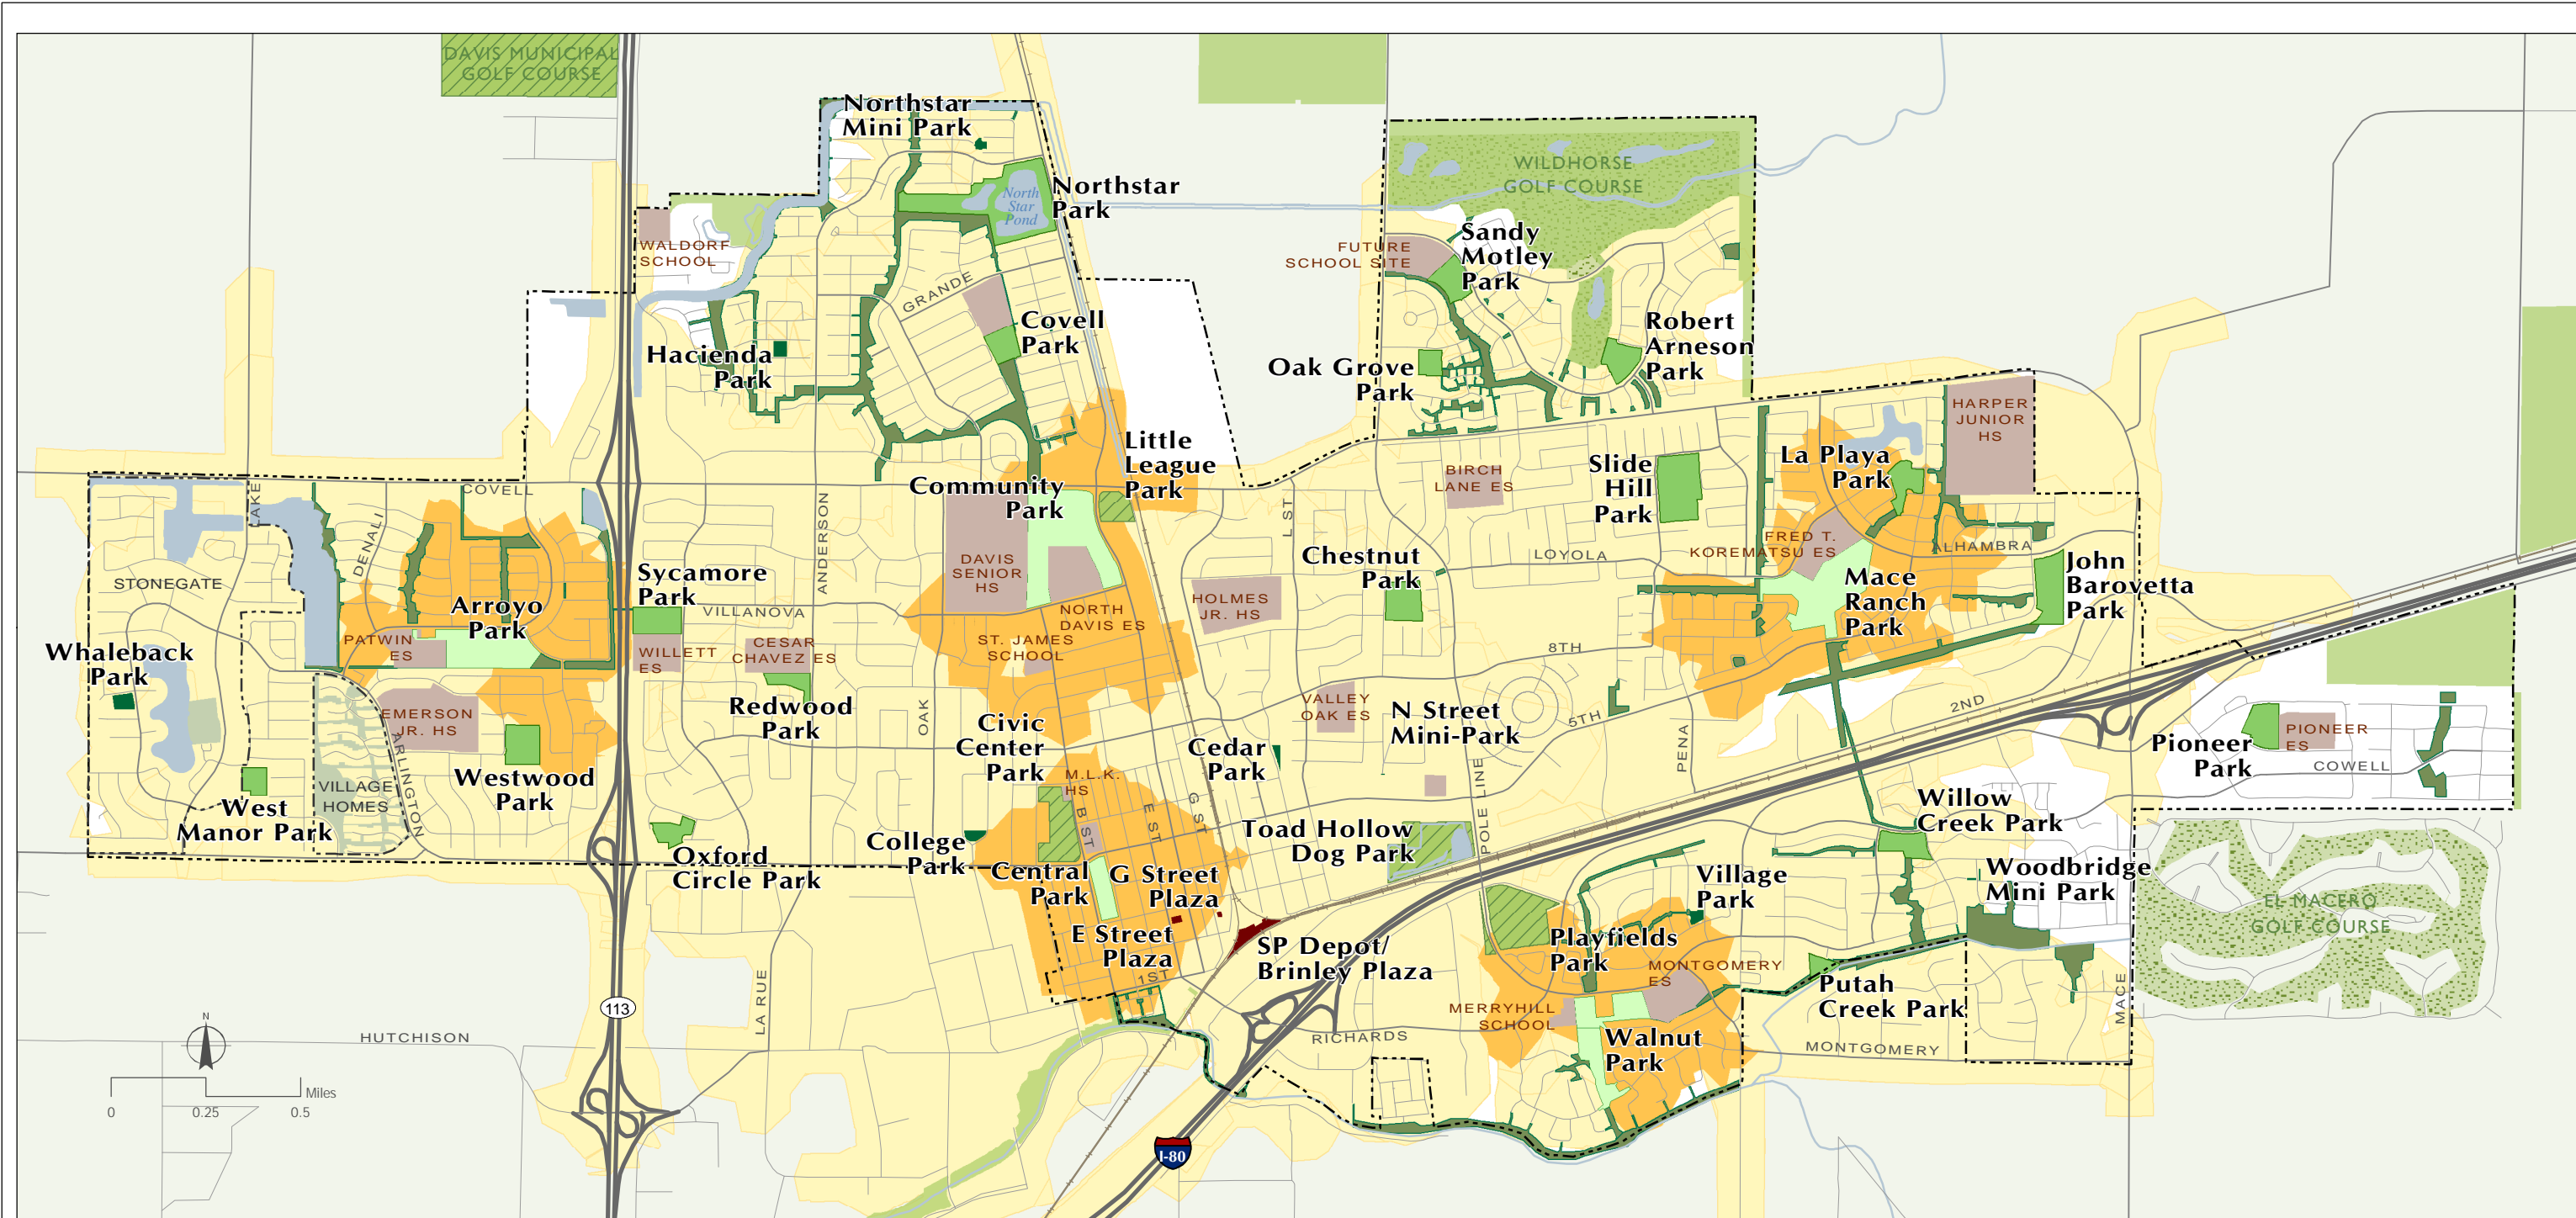 DAVIS MUNICIPAL
GOLF COURSE
Northstar
Mini Park
Northstar
Park
North
Star
Pond
WILDHORSE
GOLF COURSE
WALDORF
SCHOOL
FUTURE
SCHOOL SITE
Sandy
Motley
Park
GRANDE
Covell
Park
Hacienda
Park
Oak Grove
Park
Robert
Arneson
Park
HARPER
JUNIOR
HS
Little
League
Park
Community
Park
BIRCH
LANE ES
Slide
Hill
Park
La Playa
Park
COVELL
LAKE
DENALI
ANDERSON
L ST
DAVIS
SENIOR
HS
LOYOLA
FRED T.
KOREMATSU ES
ALHAMBRA
STONEGATE
Sycamore
Park
VILLANOVA
Chestnut
Park
John
Barovetta
Park
Mace
Ranch
Park
Arroyo
Park
PATWIN
ES
NORTH
DAVIS ES
HOLMES
JR. HS
ST. JAMES
SCHOOL
WILLETT
ES
CESAR
CHAVEZ ES
8TH
Whaleback
Park
Redwood
Park
OAK
EMERSON
JR. HS
ARLINGTON
VALLEY
OAK ES
N Street
Mini-Park
5TH
PENA
2ND
Civic
Center
Park
Cedar
Park
Pioneer
Park
PIONEER
ES
COWELL
Westwood
Park
VILLAGE
HOMES
West
Manor Park
M.L.K.
HS
B ST
E ST
G ST
POLE LINE
Willow
Creek Park
Oxford
Circle Park
College
Park
Toad Hollow
Dog Park
Central
Park
G Street
Plaza
Village
Park
Woodbridge
Mini Park
EL MACERO
GOLF COURSE
E Street
Plaza
SP Depot/
Brinley Plaza
Playfields
Park
MONTGOMERY
ES
1ST
LA RUE
Putah
Creek Park
MACE
113
MERRYHILL
SCHOOL
RICHARDS
Walnut
Park
MONTGOMERY
HUTCHISON
N
Miles
0
0.25
0.5
I-80